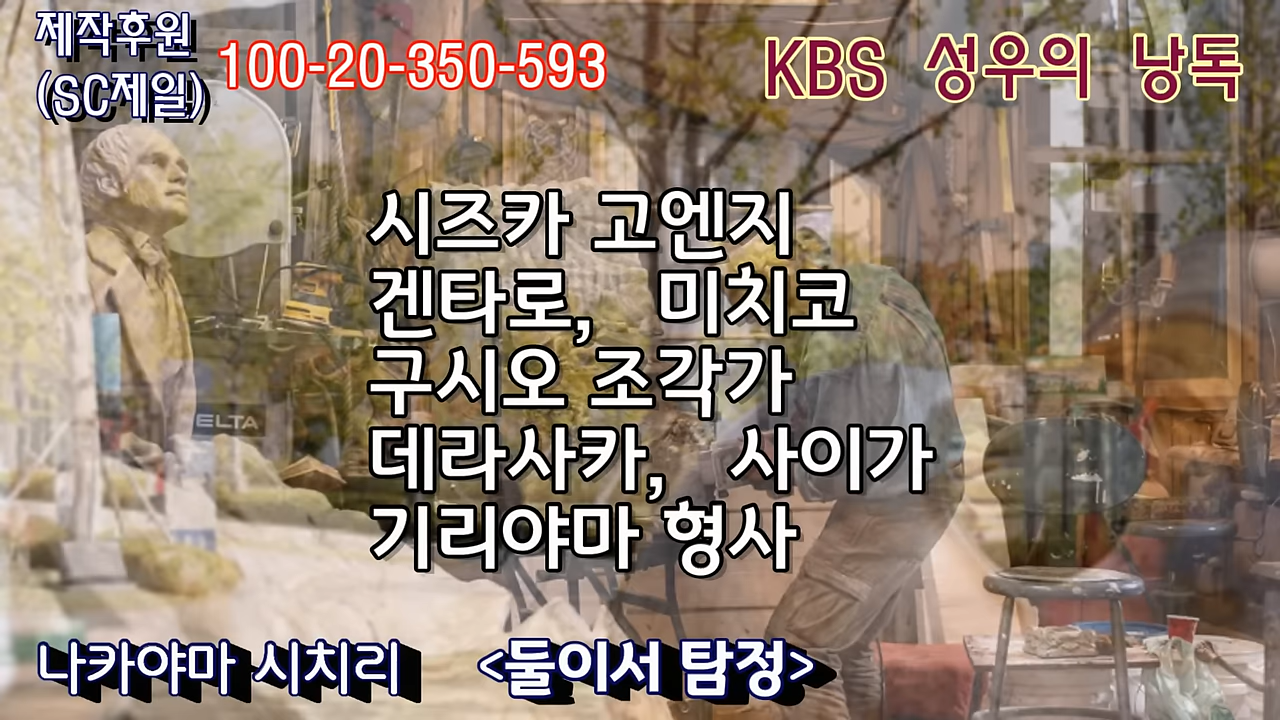 제작후원
(SC제일)
100-20-350-593
KBS 성우의 낭독
시즈카 고엔지
겐타로, 미치코
구시오 조각가
데라사카, 사이가
기리야마 형사
ELTA
나카야마 시치리 <둘이서 탐정>